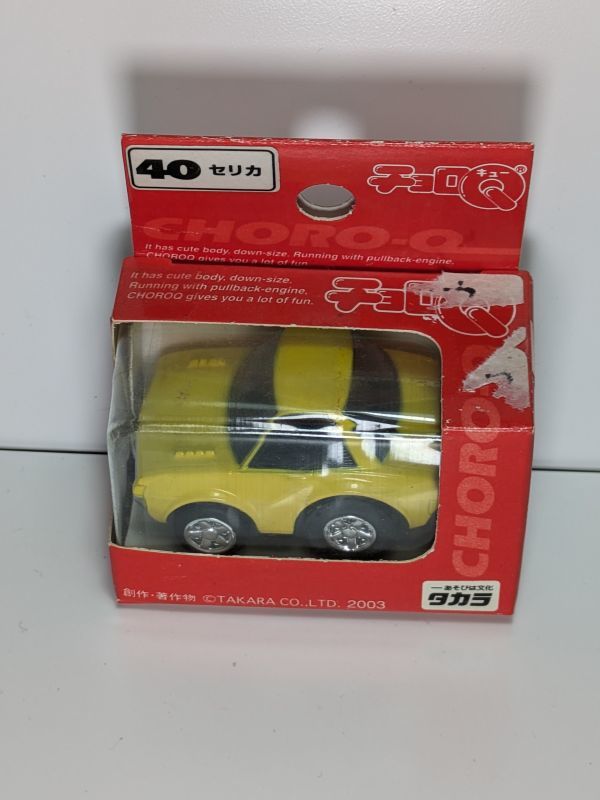 40 セリカ
チョロQ
キュー
®
CHORO-Q
It has cute body, down-size.
Running with pullback-engine.
CHOROQ gives you a lot of fun.
It has cute body, down-size,
Running with pullback-engine,
CHOROQ gives you a lot of fun.
チョロQ
CHORO-Q
創作・著作物 ©TAKARA CO.,LTD. 2003
あそびは文化
タカラ